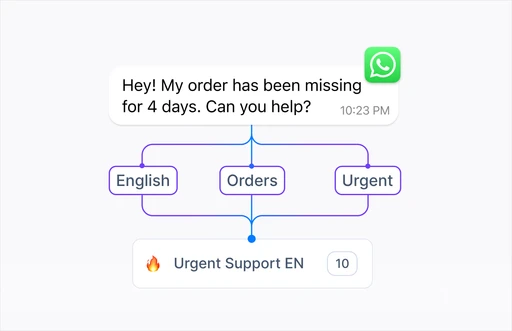 Hey! My order has been missing
for 4 days. Can you help?
10:23 PM
English
Orders
Urgent
Urgent Support EN
10